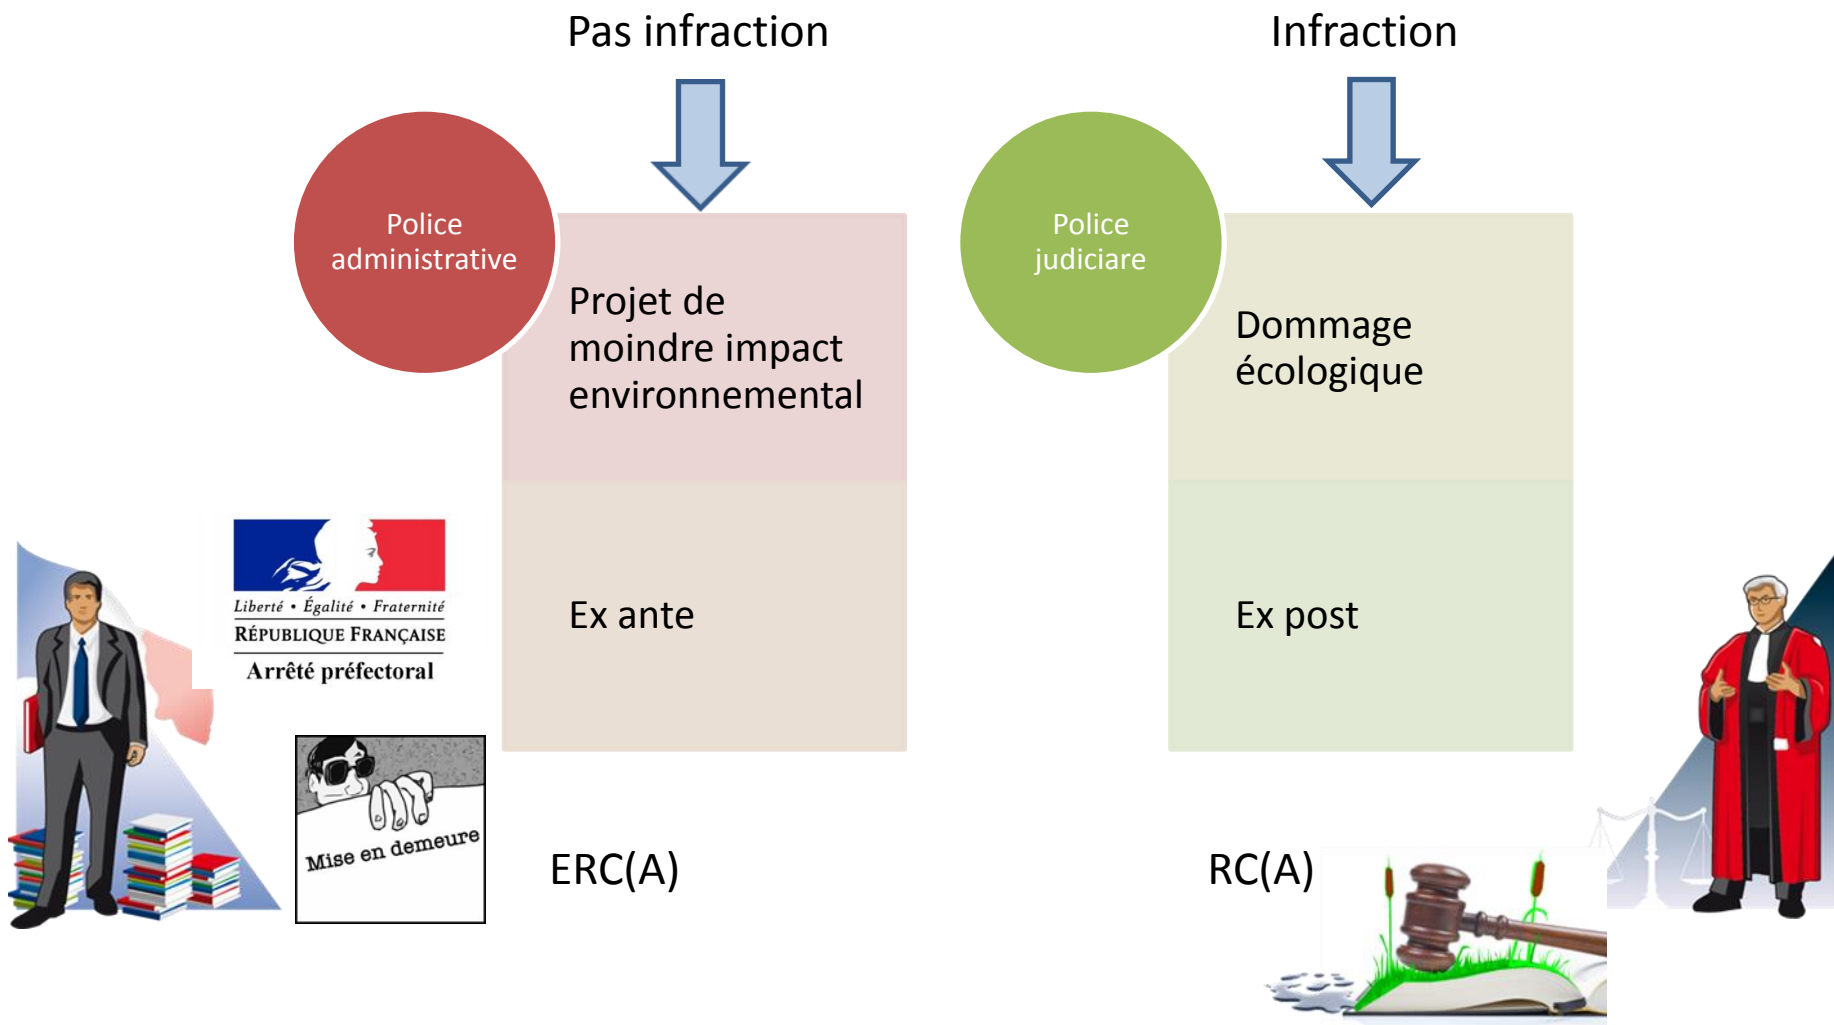 Pas infraction
Infraction
Police
administrative
Projet de
moindre impact
environnemental
Ex ante
Police
judiciare
Dommage
écologique
Ex post
Liberté • Égalité • Fraternité
RÉPUBLIQUE FRANÇAISE
Arrêté préfectoral
Mise en demeure
ERC(A)
RC(A)